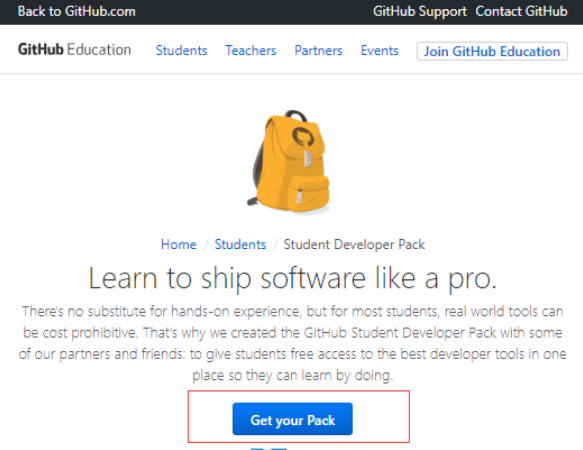 Back to GitHub.com GitHub Support Contact GitHub
GitHub Education Students Teachers Partners Events Join GitHub Education
Home / Students / Student Developer Pack
Learn to ship software like a pro.
There's no substitute for hands-on experience, but for most students, real world tools can
be cost prohibitive. That's why we created the GitHub Student Developer Pack with some
of our partners and friends: to give students free access to the best developer tools in one
place so they can learn by doing.
Get your Pack